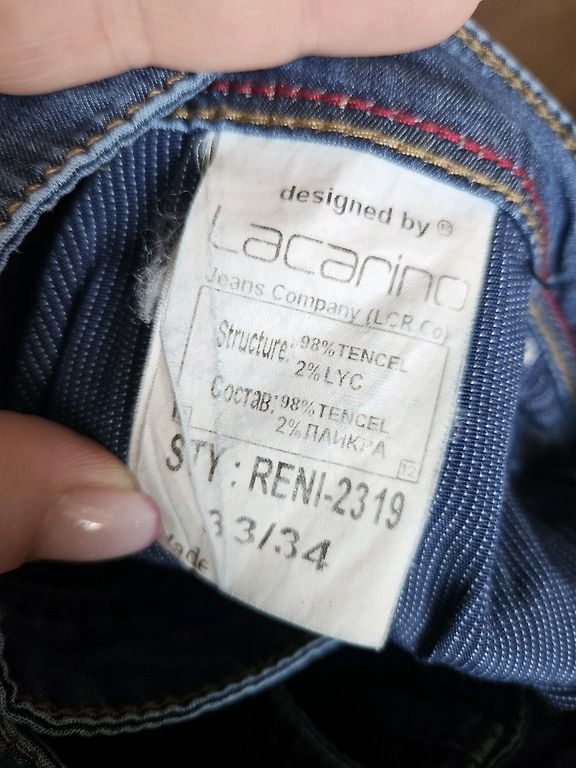 designed by ®
Lacarino
Jeans Company (LCR.Co)
Structure: 98% TENCEL
2% LYC
Состав: 98% TENCEL
2% ЛАЙКРА
12
STY : RENI-2319
33/34
Made